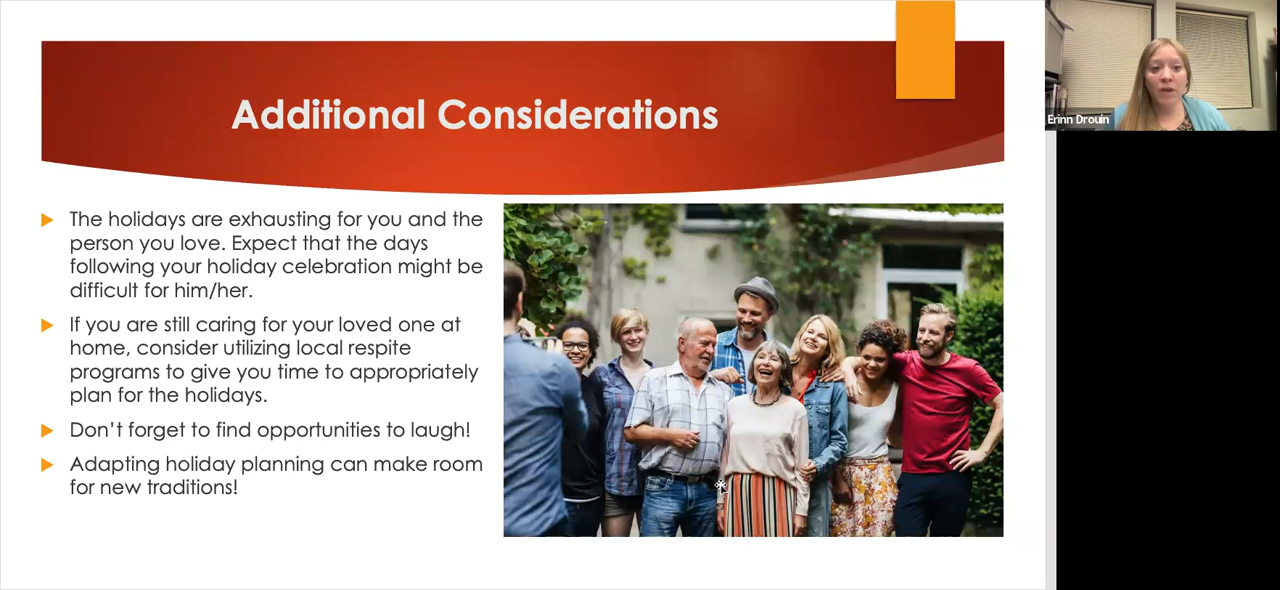 Additional Considerations
The holidays are exhausting for you and the
person you love. Expect that the days
following your holiday celebration might be
difficult for him/her.
If you are still caring for your loved one at
home, consider utilizing local respite
programs to give you time to appropriately
plan for the holidays.
Don’t forget to find opportunities to laugh!
Adapting holiday planning can make room
for new traditions!
Erinn Drouin